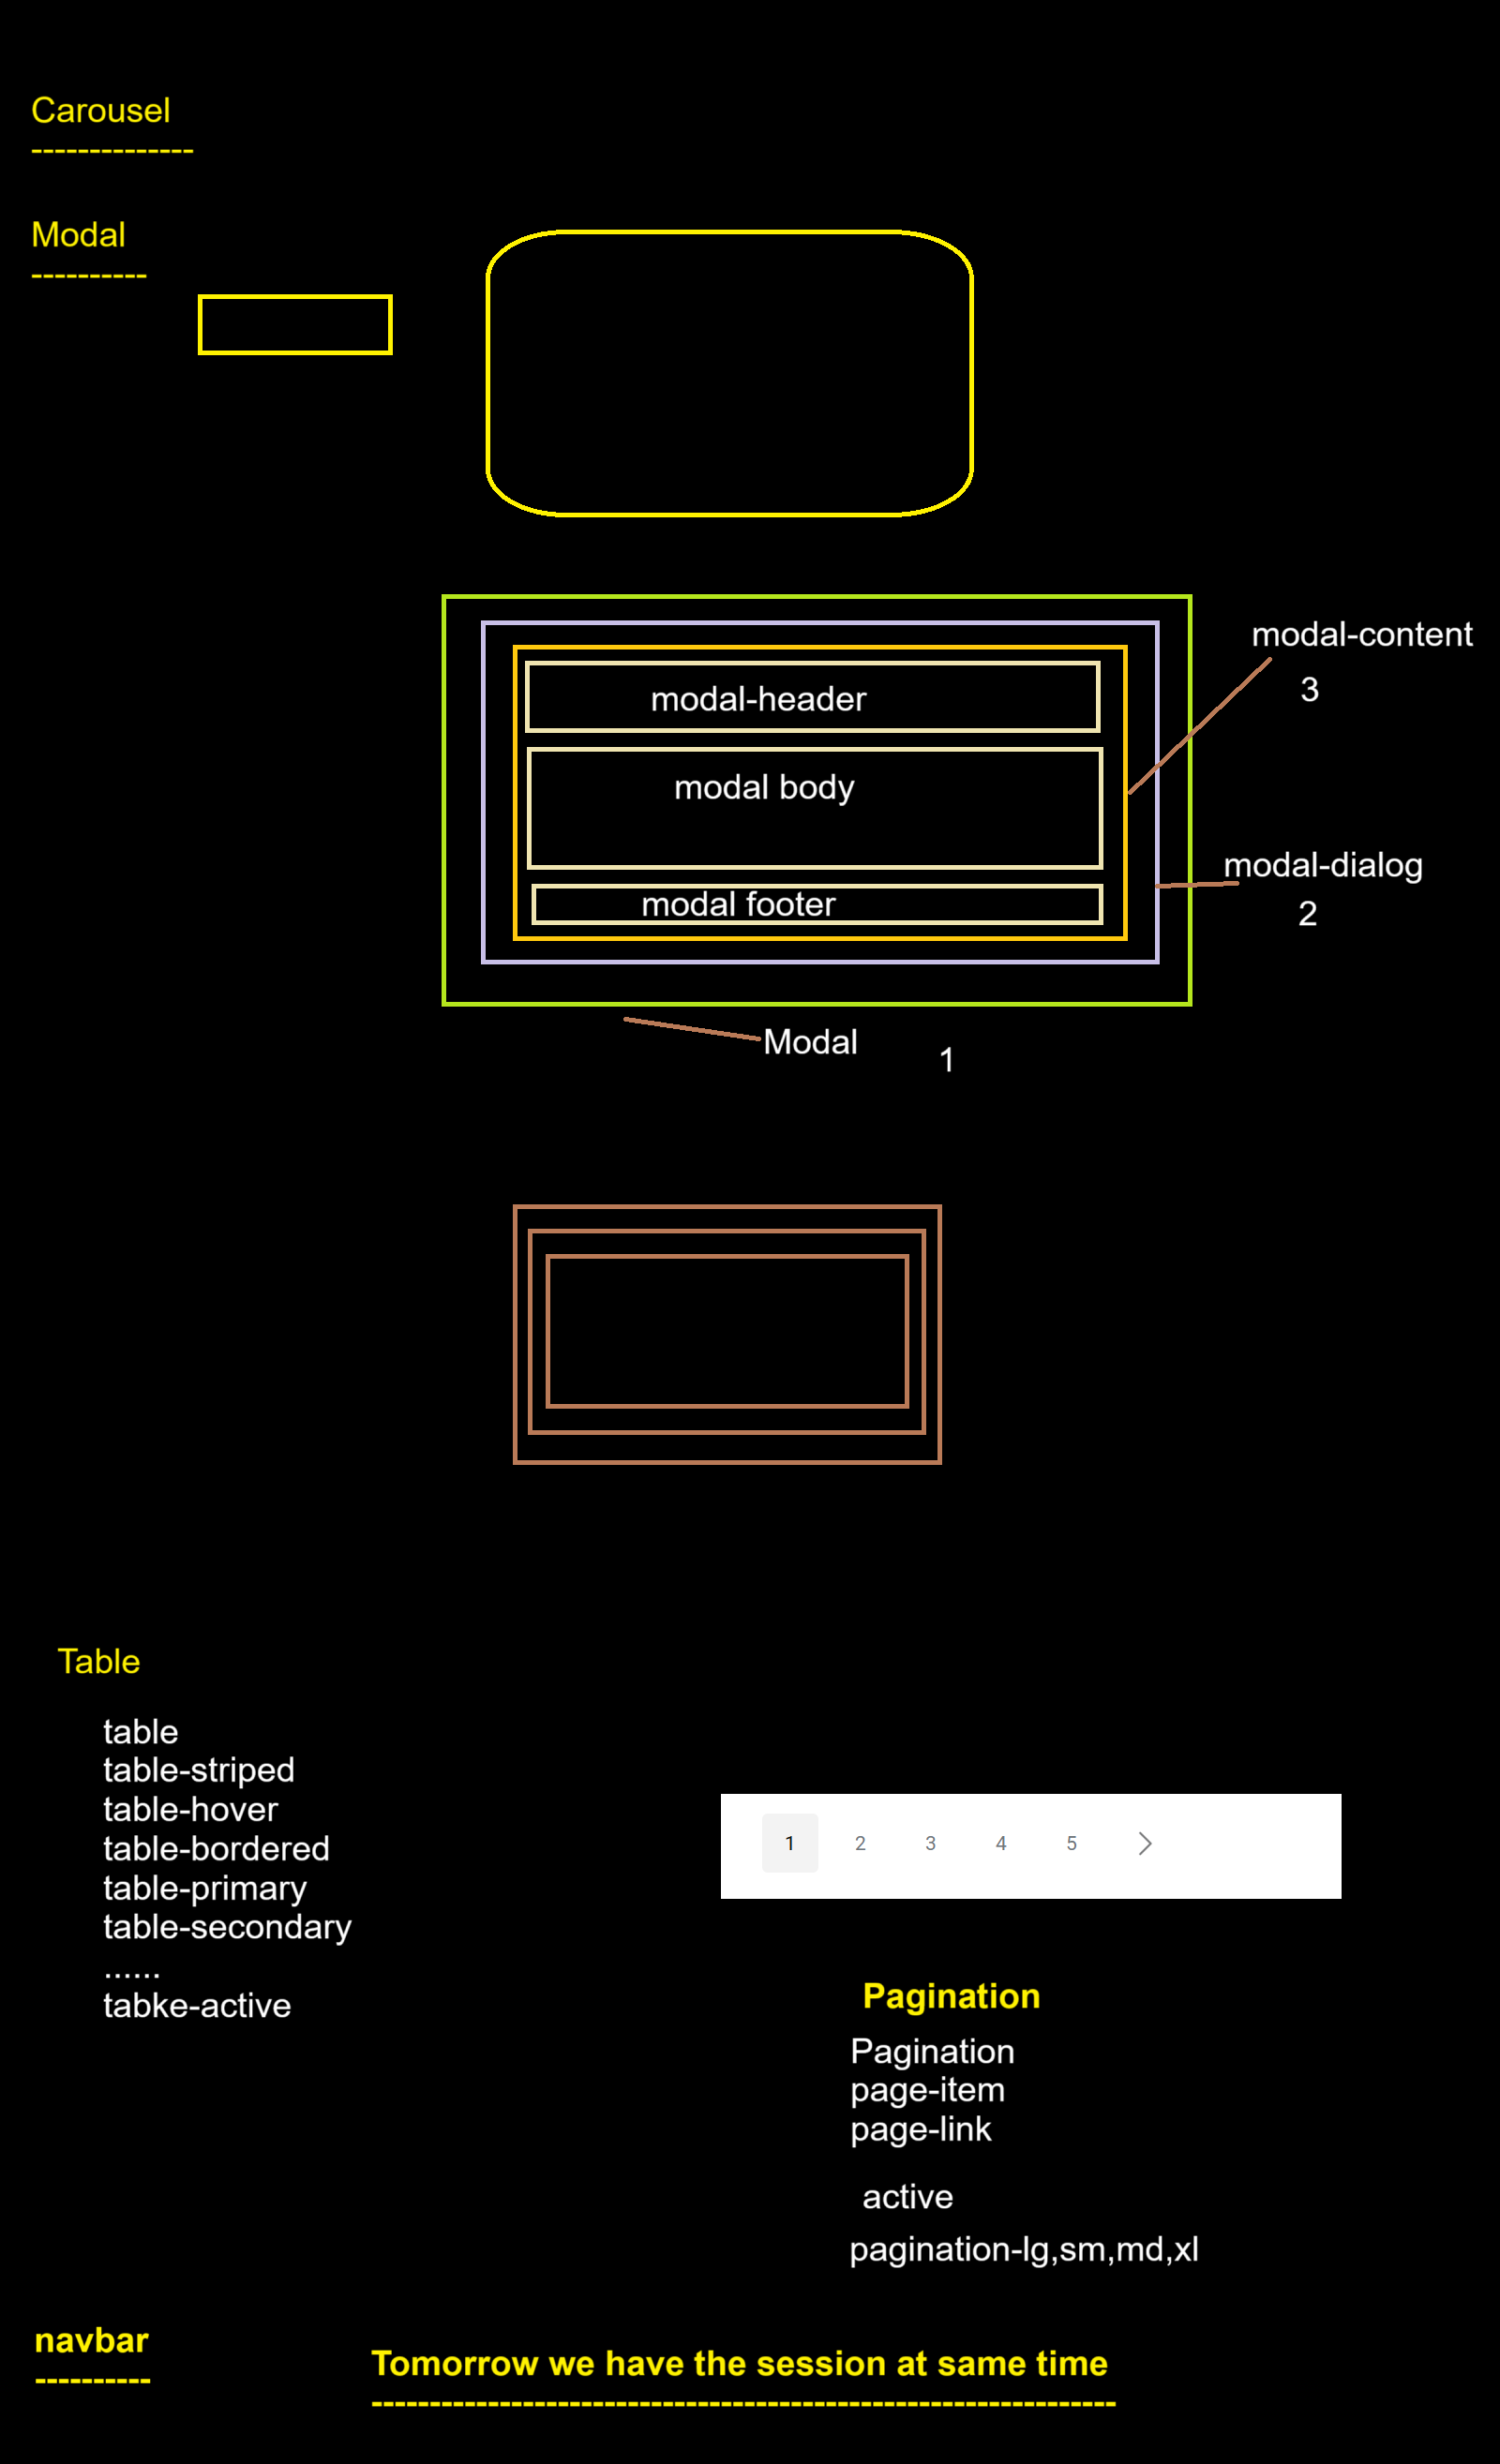 Carousel
--------------
Modal
----------
modal-content
3
modal-header
modal body
modal-dialog
2
modal footer
Modal
1
Table
table
table-striped
table-hover
table-bordered
table-primary
table-secondary
......
tabke-active
1 2 3 4 5 >
Pagination
Pagination
page-item
page-link
active
pagination-lg,sm,md,xl
navbar
----------
Tomorrow we have the session at same time
----------------------------------------------------------------